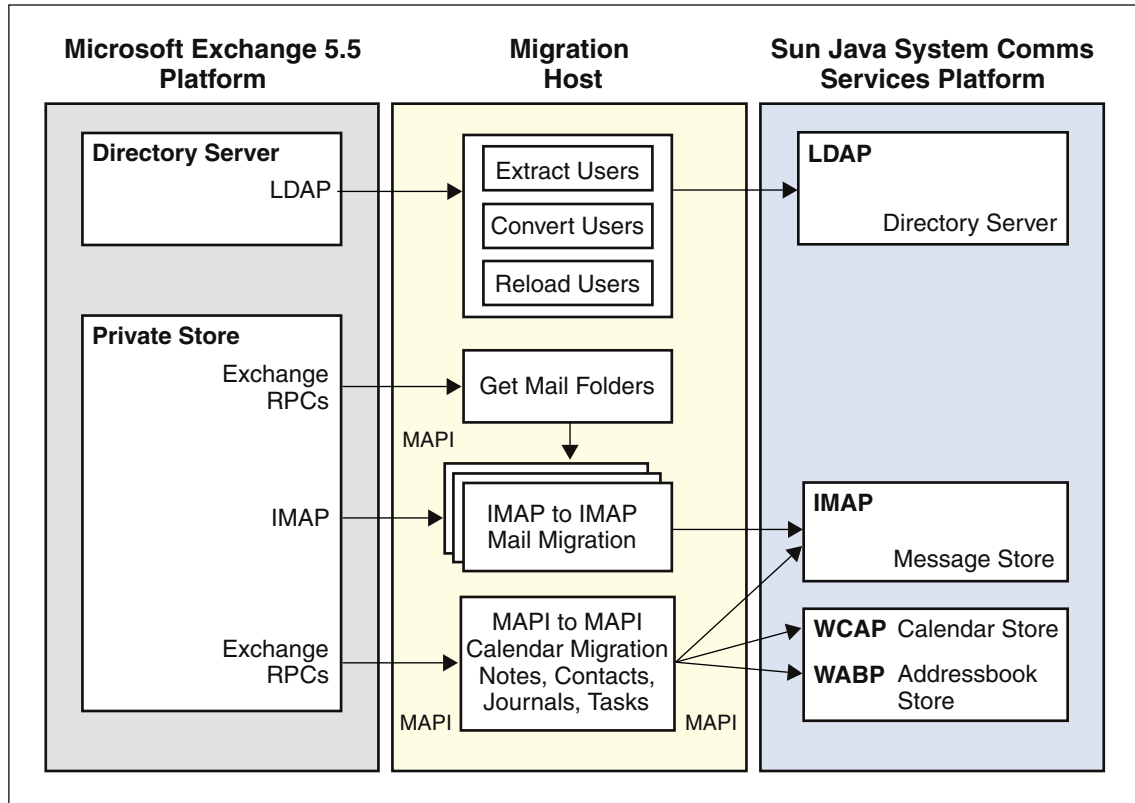 Microsoft Exchange 5.5
Platform
Migration
Host
Sun Java System Comms
Services Platform
Directory Server
LDAP
Extract Users
Convert Users
Reload Users
LDAP
Directory Server
Private Store
Exchange
RPCs
Get Mail Folders
MAPI
IMAP
IMAP to IMAP
Mail Migration
IMAP
Message Store
Exchange
RPCs
MAPI to MAPI
Calendar Migration
Notes, Contacts,
Journals, Tasks
MAPI
MAPI
WCAP Calendar Store
WABP Addressbook
Store